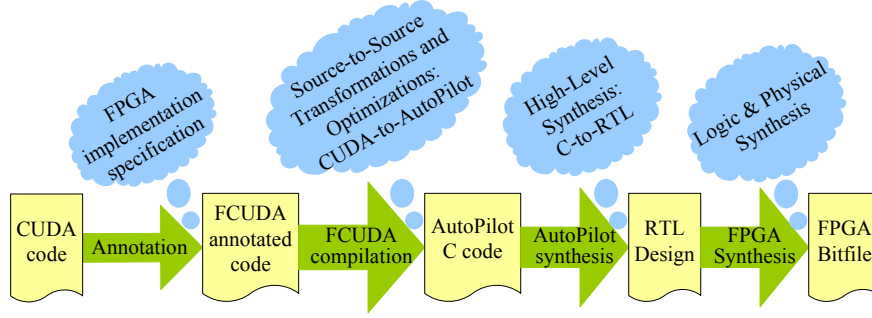 FPGA
implementation
specification
Source-to-Source
Transformations and
Optimizations:
CUDA-to-AutoPilot
High-Level
Synthesis:
C-to-RTL
Logic & Physical
Synthesis
CUDA
code
Annotation
FCUDA
annotated
code
FCUDA
compilation
AutoPilot
C code
AutoPilot
synthesis
RTL
Design
FPGA
Synthesis
FPGA
Bitfile